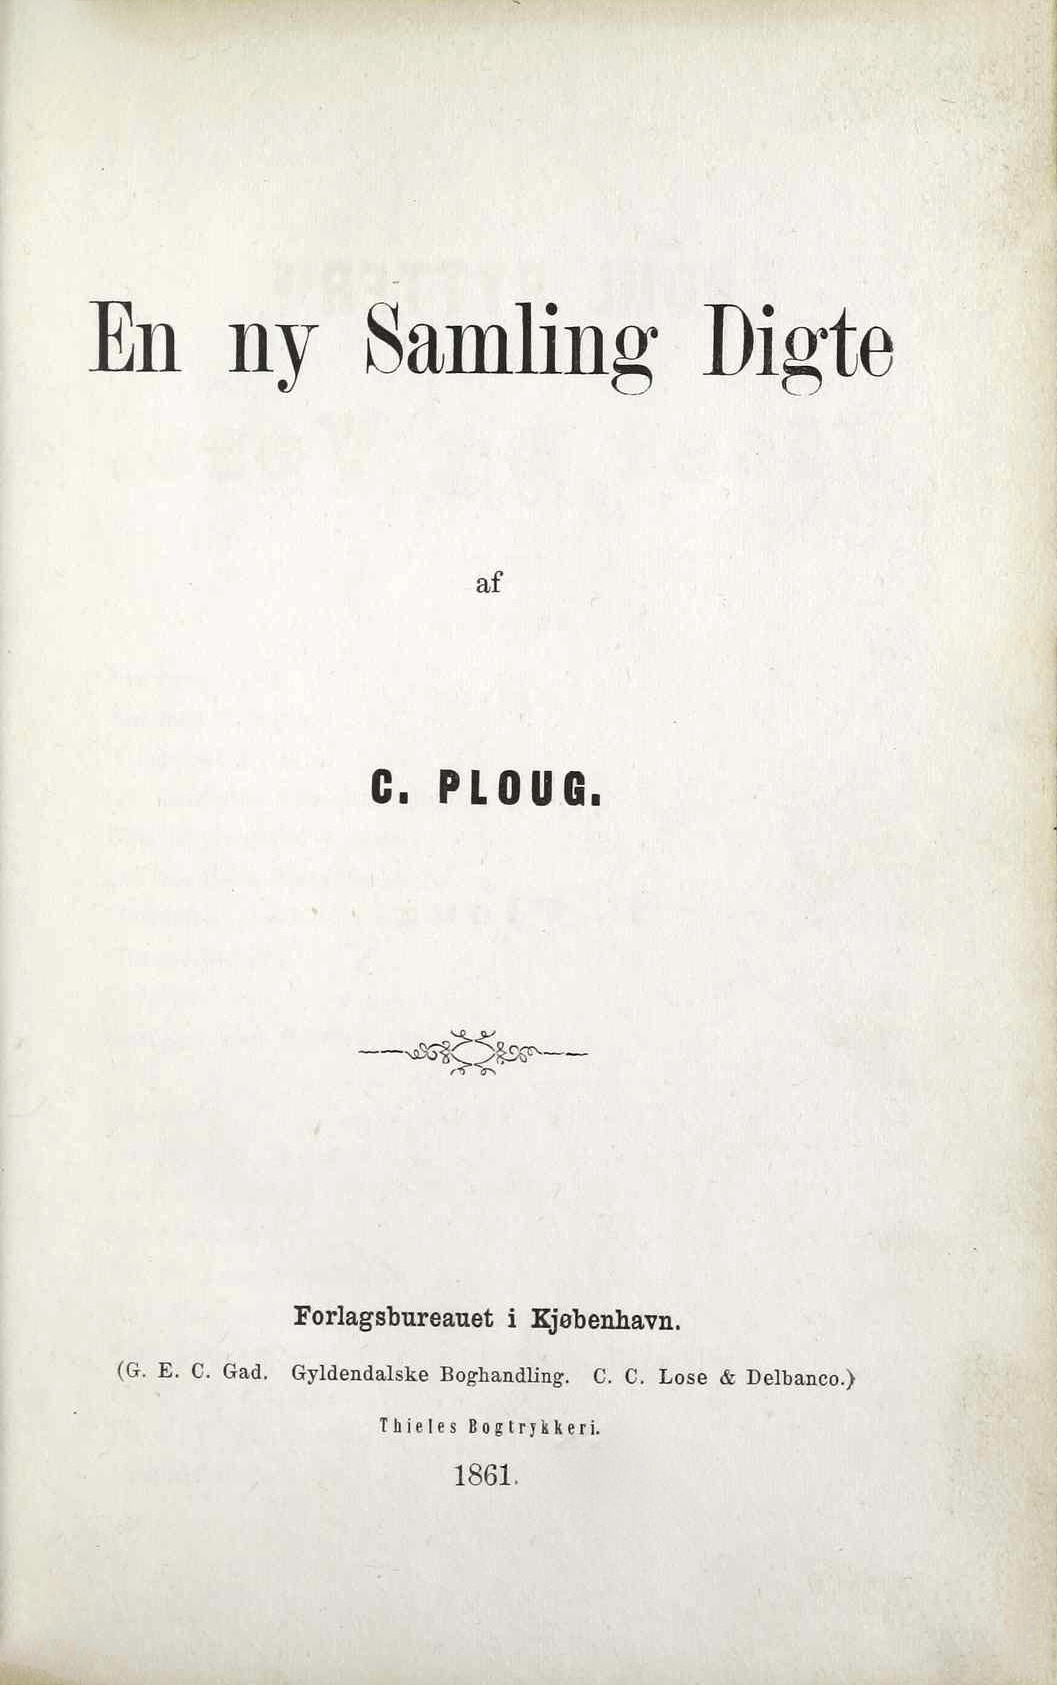 En ny Samling Digte
af
C. PLOUG.
Forlagsbureauet i Kjøbenhavn.
(G. E. C. Gad. Gyldendalske Boghandling. C. C. Lose & Delbanco.)
Thieles Bogtrykkeri.
1861.